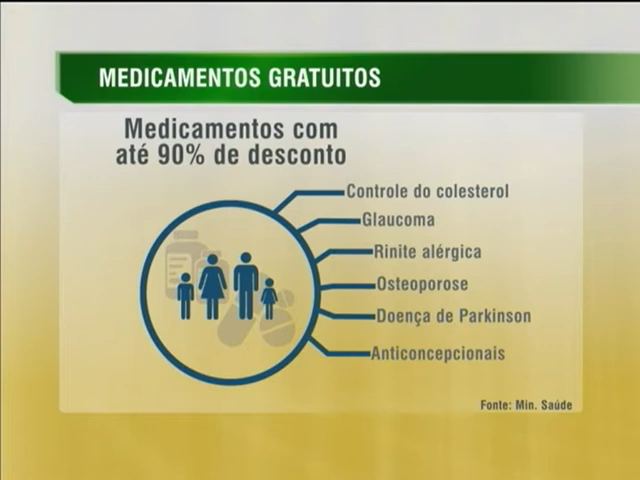 MEDICAMENTOS GRATUITOS
Medicamentos com
até 90% de desconto
Controle do colesterol
Glaucoma
Rinite alérgica
Osteoporose
Doença de Parkinson
Anticoncepcionais
Fonte: Min. Saúde